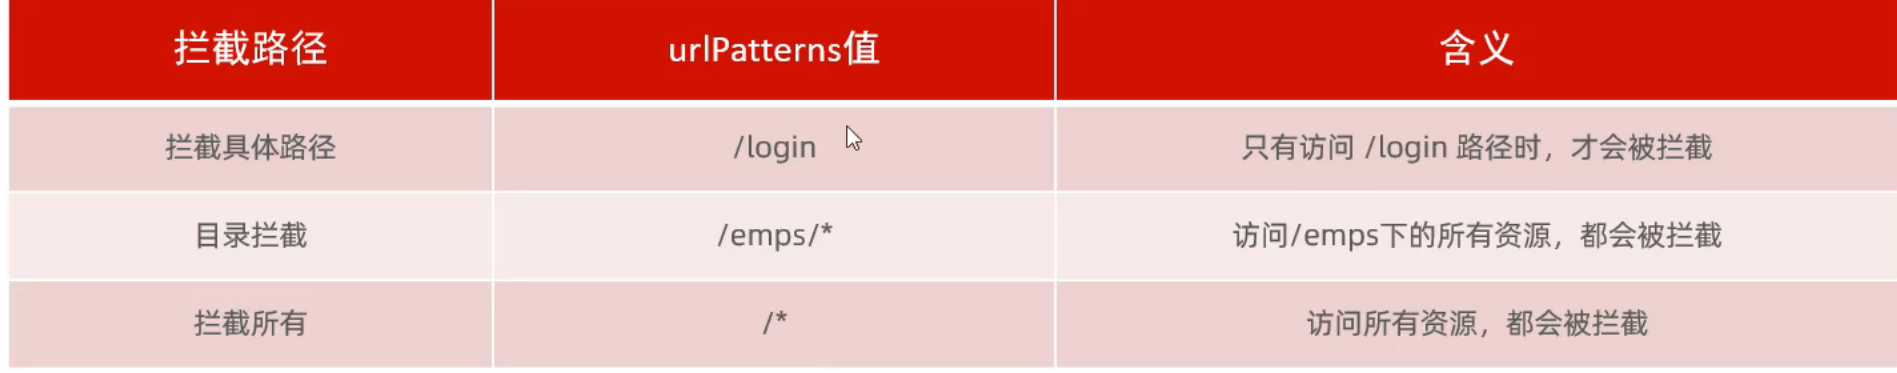 拦截路径 urlPatterns值 含义
拦截具体路径 /login 只有访问 /login 路径时，才会被拦截
目录拦截 /emps/* 访问/emps下的所有资源，都会被拦截
拦截所有 /* 访问所有资源，都会被拦截